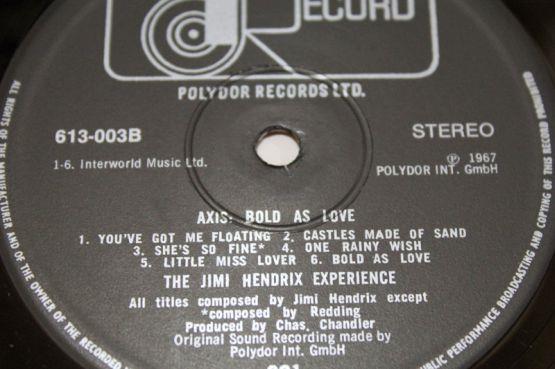 RECORD
POLYDOR RECORDS LTD.
613-003B
STEREO
1-6. Interworld Music Ltd.
Ⓟ 1967
POLYDOR INT. GmbH
AXIS: BOLD AS LOVE
1. YOU'VE GOT ME FLOATING 2. CASTLES MADE OF SAND
3. SHE'S SO FINE* 4. ONE RAINY WISH
5. LITTLE MISS LOVER 6. BOLD AS LOVE
THE JIMI HENDRIX EXPERIENCE
All titles composed by Jimi Hendrix except
*composed by Redding
Produced by Chas. Chandler
Original Sound Recording made by
Polydor Int. GmbH
ALL RIGHTS OF THE MANUFACTURER AND OF THE OWNER OF THE RECORDED
PUBLIC PERFORMANCE BROADCASTING AND COPYING OF THIS RECORD PROHIBITED